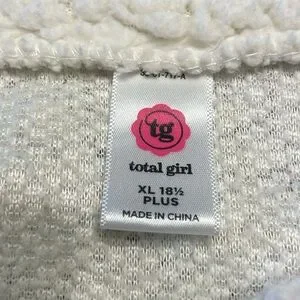 tg
total girl
XL 18½
PLUS
MADE IN CHINA